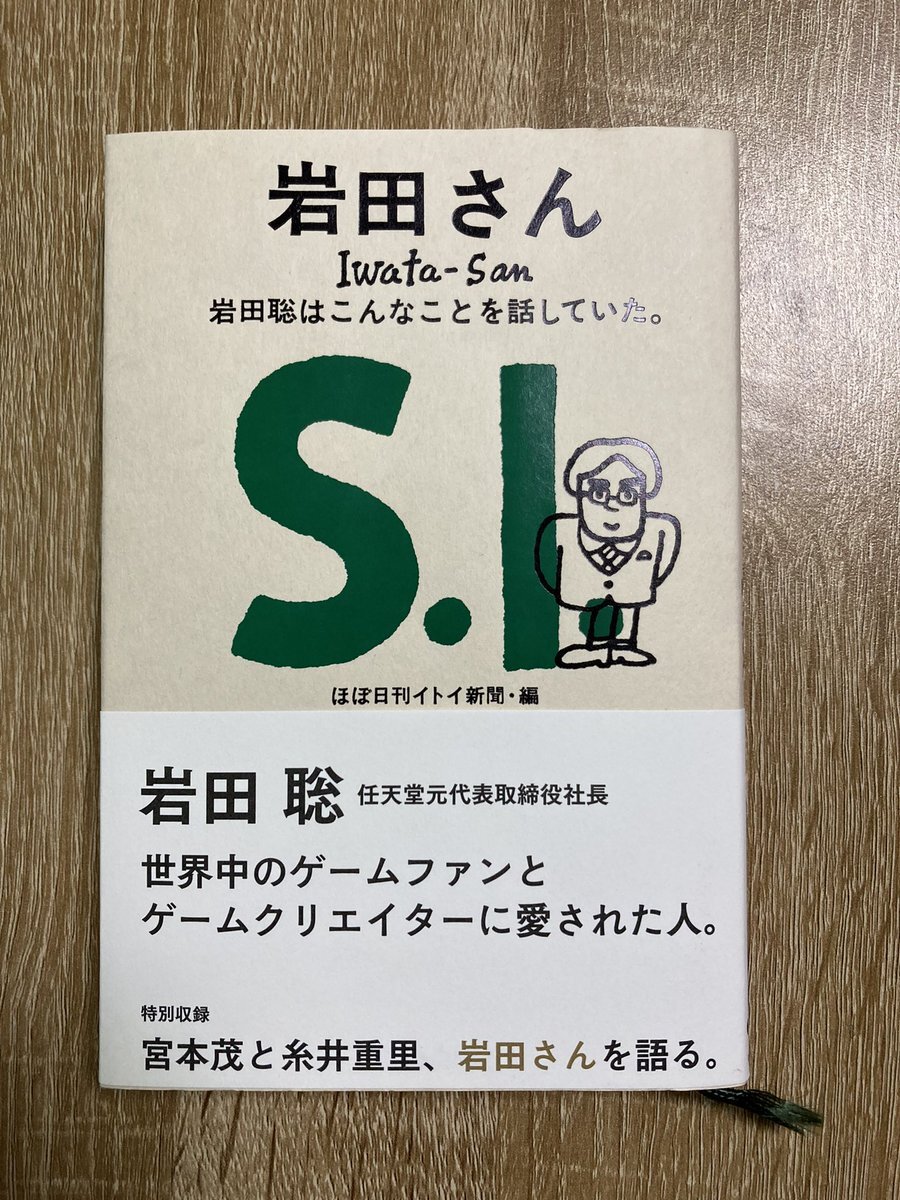 岩田さん
Iwata-San
岩田聡はこんなことを話していた。
S.I.
ほぼ日刊イトイ新聞・編
岩田 聡 任天堂元代表取締役社長
世界中のゲームファンと
ゲームクリエイターに愛された人。
特別収録
宮本茂と糸井重里、岩田さんを語る。